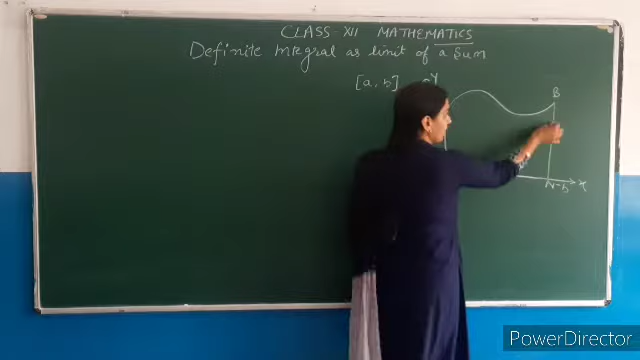 CLASS-XII MATHEMATICS
Definite Integral as limit of a Sum
[a, b] Y
B
b X
PowerDirector